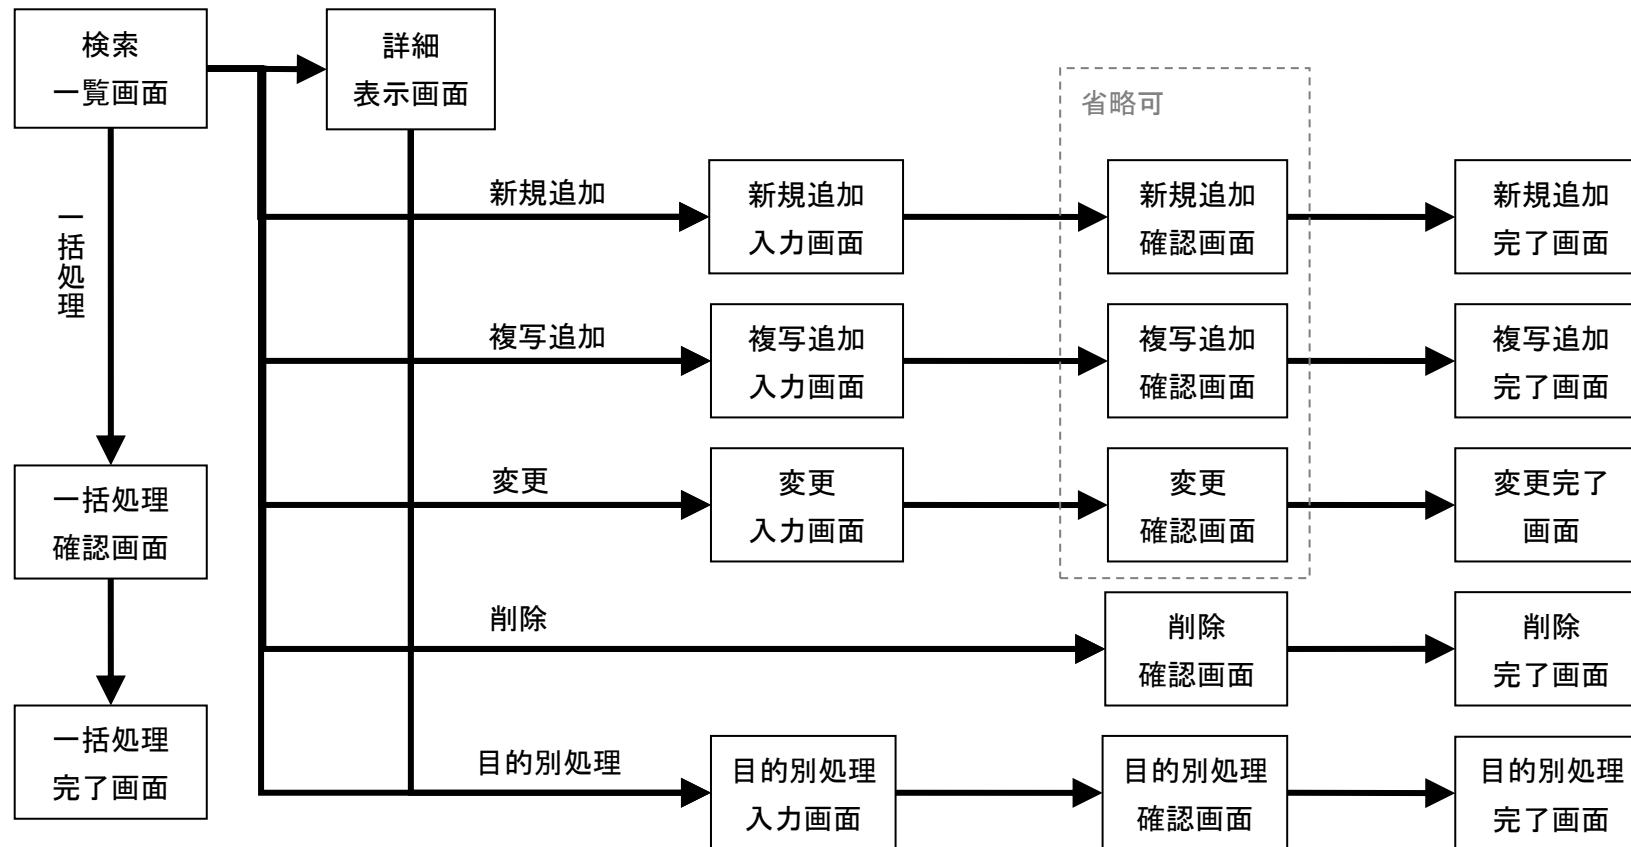 検索
一覧画面
詳細
表示画面
省略可
一括処理
新規追加
新規追加
入力画面
新規追加
確認画面
新規追加
完了画面
複写追加
複写追加
入力画面
複写追加
確認画面
複写追加
完了画面
変更
変更
入力画面
変更
確認画面
変更完了
画面
一括処理
確認画面
削除
削除
確認画面
削除
完了画面
一括処理
完了画面
目的別処理
目的別処理
入力画面
目的別処理
確認画面
目的別処理
完了画面